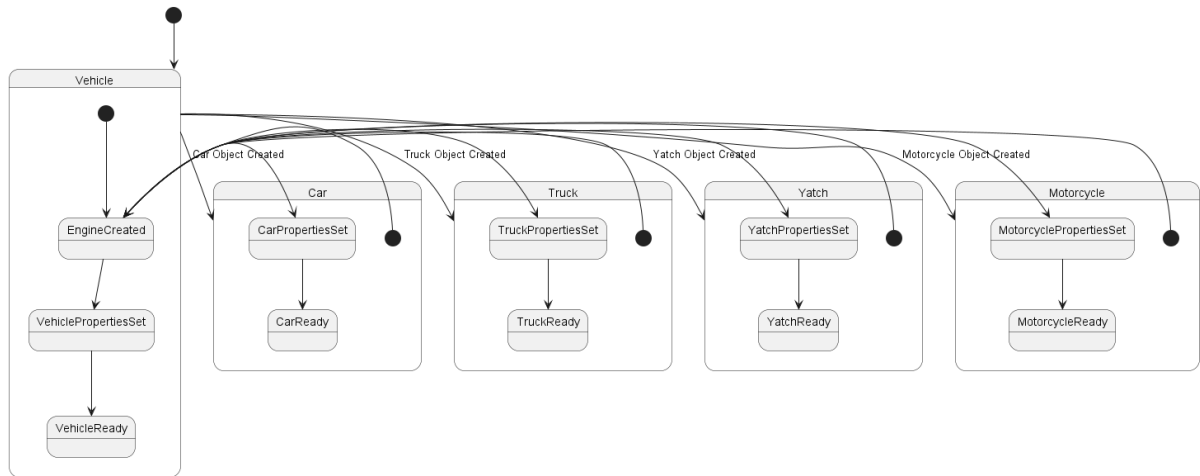 Vehicle
Car Object Created
Truck Object Created
Yatch Object Created
Motorcycle Object Created
Car
Truck
Yatch
Motorcycle
EngineCreated
CarPropertiesSet
TruckPropertiesSet
YatchPropertiesSet
MotorcyclePropertiesSet
VehiclePropertiesSet
CarReady
TruckReady
YatchReady
MotorcycleReady
VehicleReady